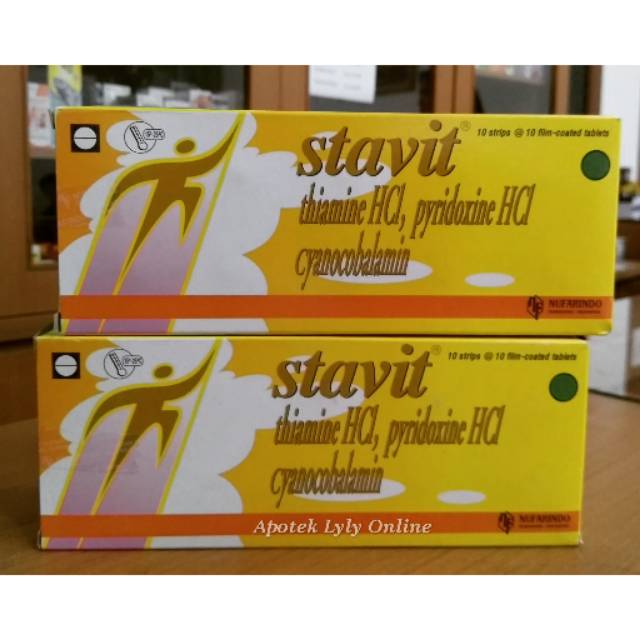 stavit®
10 strips @ 10 film-coated tablets
thiamine HCl, pyridoxine HCl
cyanocobalamin
NUFARINDO
stavit®
10 strips @ 10 film-coated tablets
thiamine HCl, pyridoxine HCl
cyanocobalamin
Apotek Lyly Online
NUFARINDO